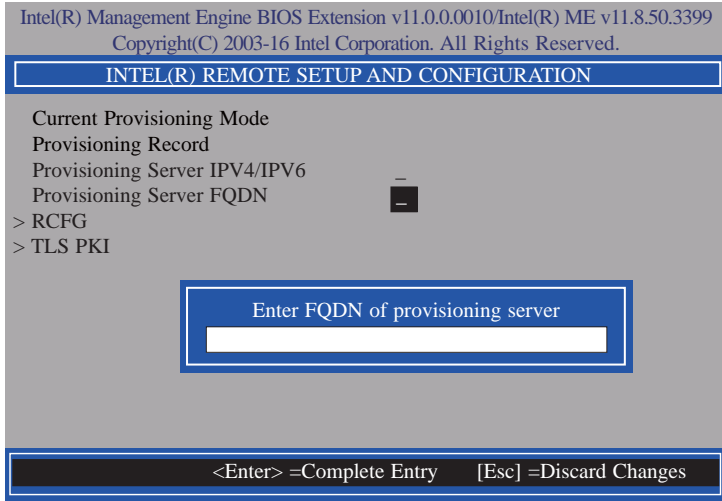 Intel(R) Management Engine BIOS Extension v11.0.0.0010/Intel(R) ME v11.8.50.3399
Copyright(C) 2003-16 Intel Corporation. All Rights Reserved.
INTEL(R) REMOTE SETUP AND CONFIGURATION
Current Provisioning Mode
Provisioning Record
Provisioning Server IPV4/IPV6 _
Provisioning Server FQDN _
> RCFG
> TLS PKI
Enter FQDN of provisioning server
<Enter> =Complete Entry [Esc] =Discard Changes